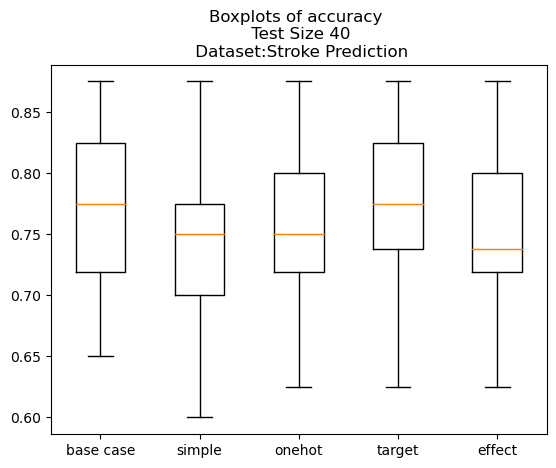 Boxplots of accuracy
Test Size 40
Dataset:Stroke Prediction
0.85
0.80
0.75
0.70
0.65
0.60
base case simple onehot target effect